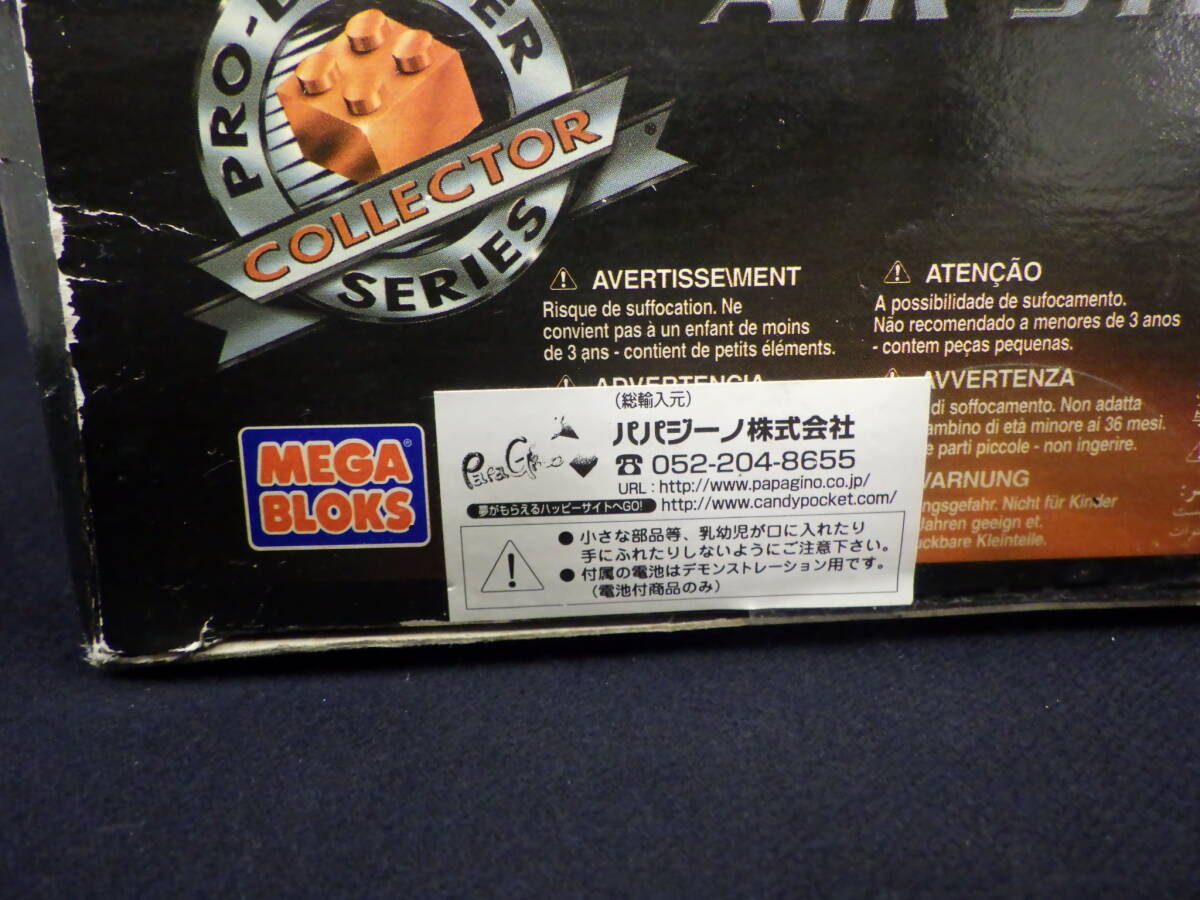 PRO-
COLLECTOR
SERIES
AIR
AVERTISSE\MENT
Risque de suffocation. Ne
convient pas à un enfant de moins
de 3 ans - contient de petits éléments.
ATENÇÃO
A possibilidade de sufocamento.
Não recomendado a menores de 3 anos
- contem peças pequenas.
ADVERTENCIA
AVVERTENZA
di soffocamento. Non adatta
ambino di età minore ai 36 mesi.
e parti piccole - non ingerire.
VARNUNG
ngsgefahr. Nicht für Kinder
Jahren geeign et.
uckbare Kleinteile.
MEGA
BLOKS
(総輸入元)
パパジーノ株式会社
☎ 052-204-8655
URL : http://www.papagino.co.jp/
夢がもらえるハッピーサイトへGO! http://www.candypocket.com/
● 小さな部品等、乳幼児が口に入れたり
手にふれたりしないようにご注意下さい。
● 付属の電池はデモンストレーション用です。
(電池付商品のみ)